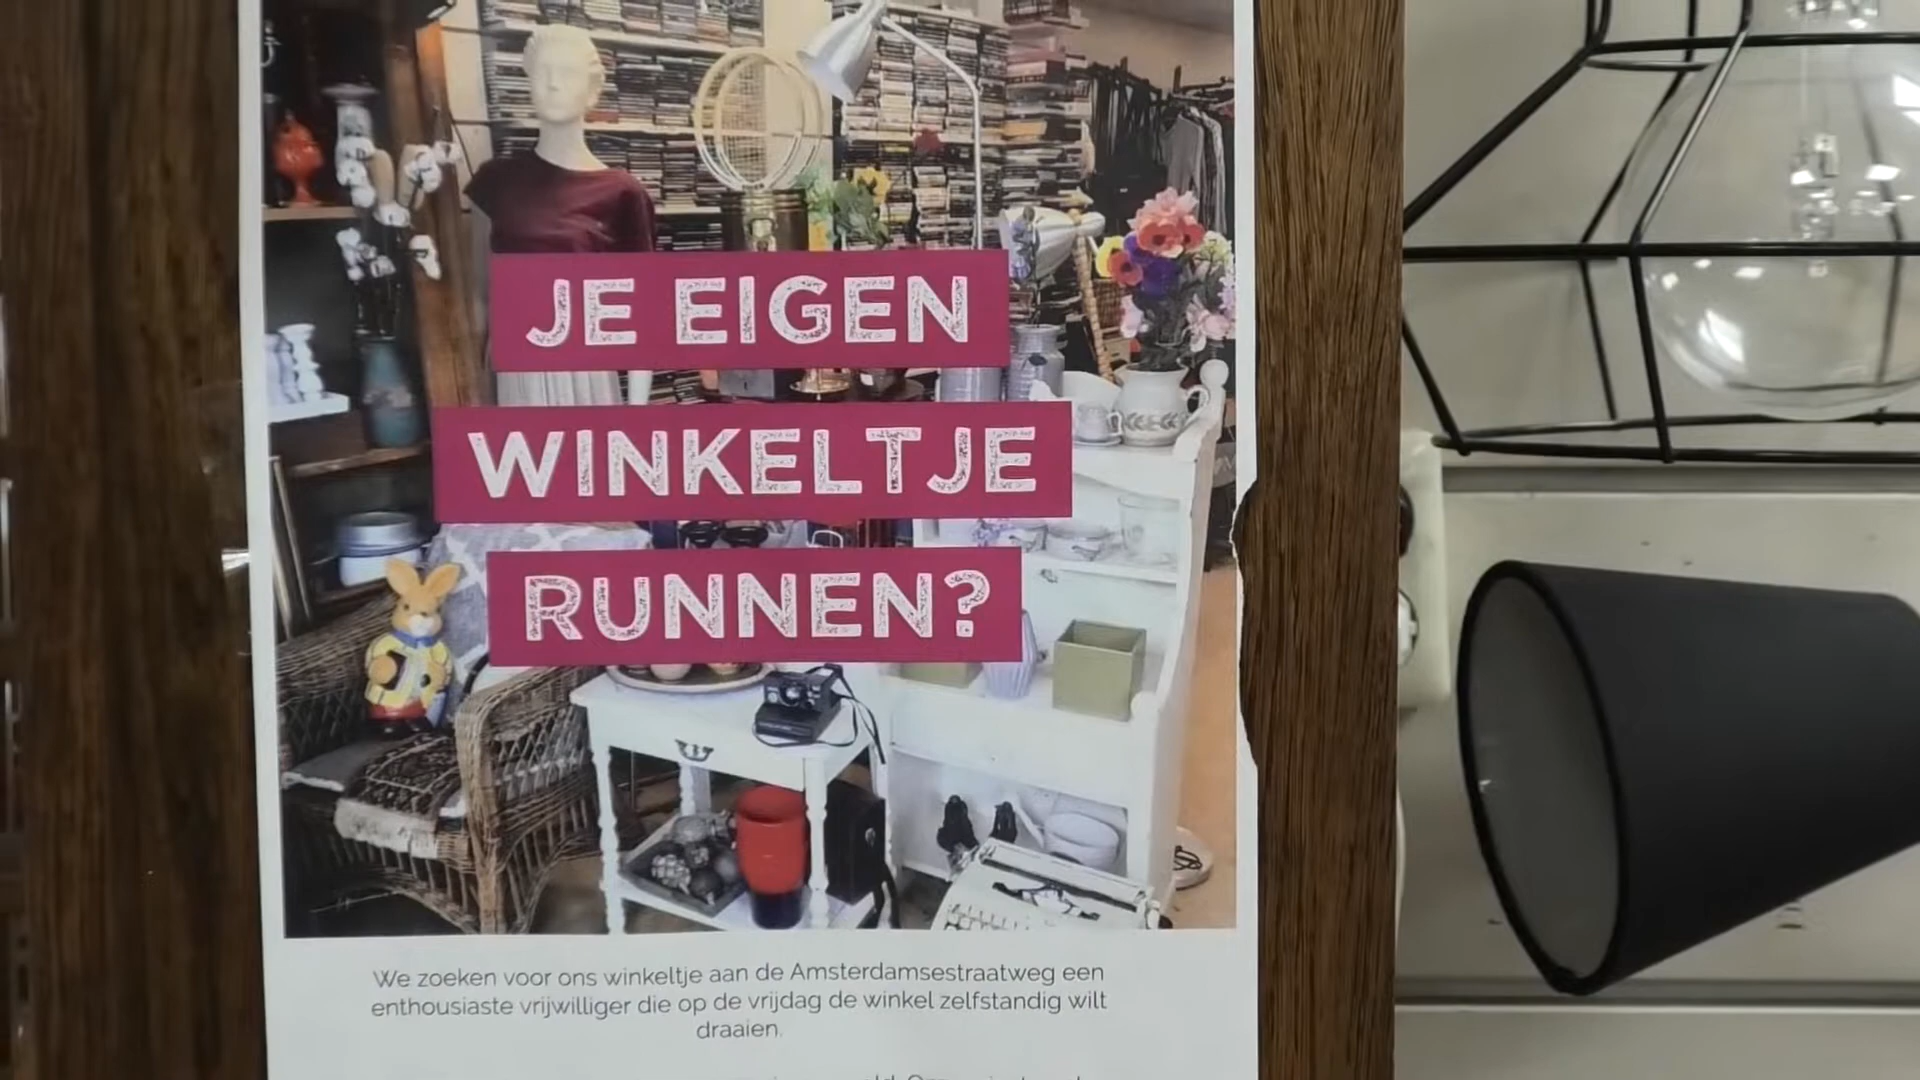 JE EIGEN
WINKELTJE
RUNNEN?
We zoeken voor ons winkeltje aan de Amsterdamsestraatweg een
enthousiaste vrijwilliger die op de vrijdag de winkel zelfstandig wilt
draaien.